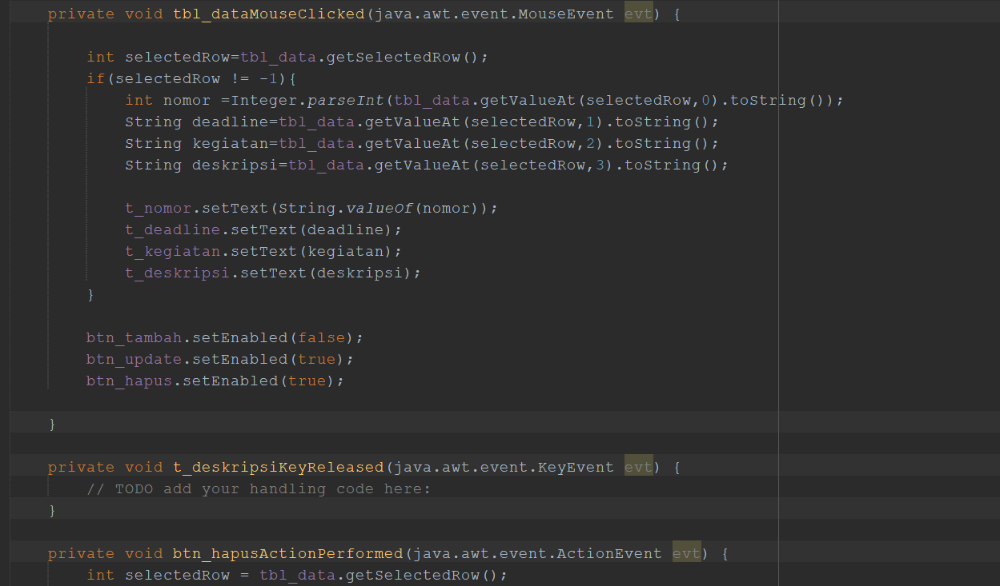 private void tbl_dataMouseClicked(java.awt.event.MouseEvent evt) {
int selectedRow=tbl_data.getSelectedRow();
if(selectedRow != -1){
int nomor =Integer.parseInt(tbl_data.getValueAt(selectedRow,0).toString());
String deadline=tbl_data.getValueAt(selectedRow,1).toString();
String kegiatan=tbl_data.getValueAt(selectedRow,2).toString();
String deskripsi=tbl_data.getValueAt(selectedRow,3).toString();
t_nomor.setText(String.valueOf(nomor));
t_deadline.setText(deadline);
t_kegiatan.setText(kegiatan);
t_deskripsi.setText(deskripsi);
}
btn_tambah.setEnabled(false);
btn_update.setEnabled(true);
btn_hapus.setEnabled(true);
}
private void t_deskripsiKeyReleased(java.awt.event.KeyEvent evt) {
// TODO add your handling code here:
}
private void btn_hapusActionPerformed(java.awt.event.ActionEvent evt) {
int selectedRow = tbl_data.getSelectedRow();